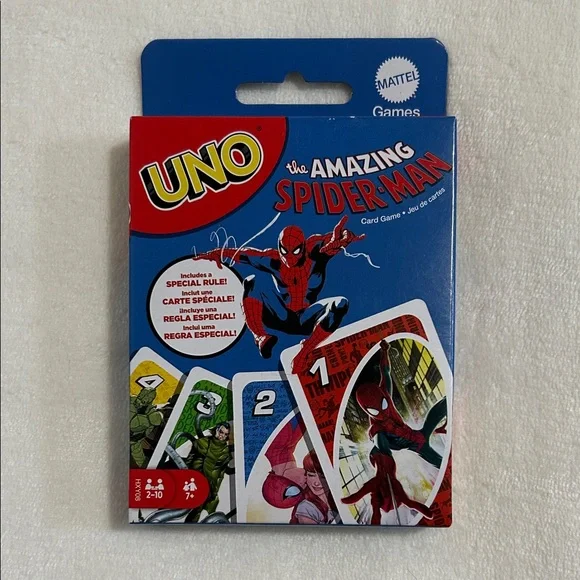 MATTEL
Games
UNO
the AMAZING
SPIDER-MAN
Card Game • Jeu de cartes
Includes a
SPECIAL RULE!
Inclut une
CARTE SPÉCIALE!
¡Incluye una
REGLA ESPECIAL!
Inclui uma
REGRA ESPECIAL!
4
3
2
1
HXY08
2-10
7+